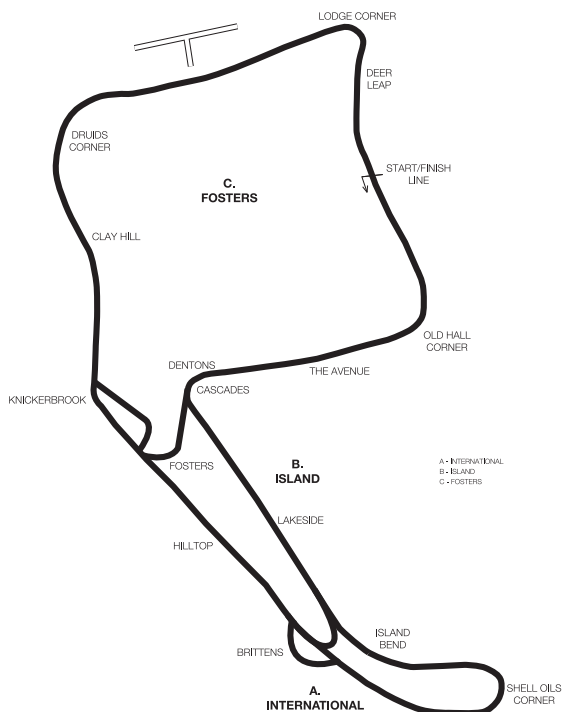 LODGE CORNER
DEER
LEAP
DRUIDS
CORNER
START/FINISH
LINE
C.
FOSTERS
CLAY HILL
OLD HALL
CORNER
DENTONS
THE AVENUE
CASCADES
KNICKERBROOK
FOSTERS
B.
ISLAND
A - INTERNATIONAL
B - ISLAND
C - FOSTERS
LAKESIDE
HILLTOP
ISLAND
BEND
BRITTENS
SHELL OILS
CORNER
A.
INTERNATIONAL